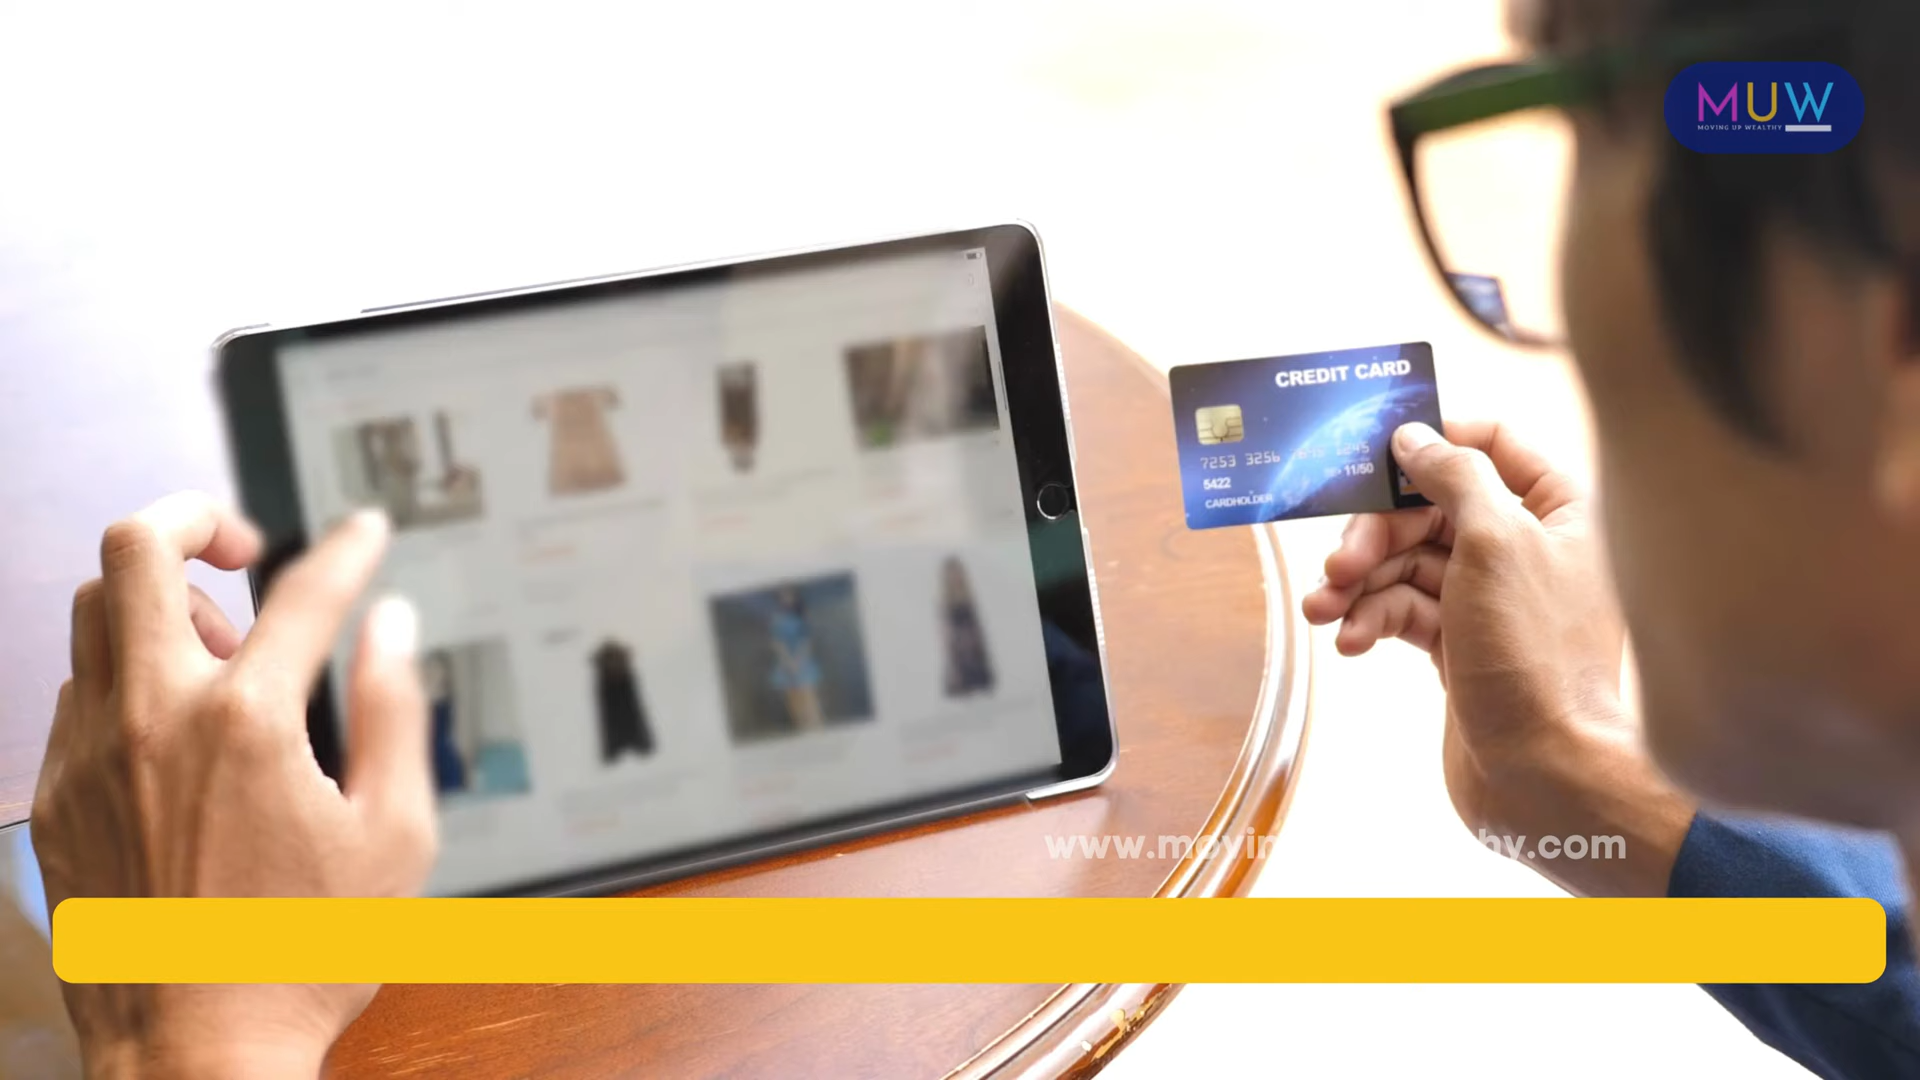 MUW
MOVING UP WEALTHY
CREDIT CARD
7253 3256
5422
11/50
CARDHOLDER